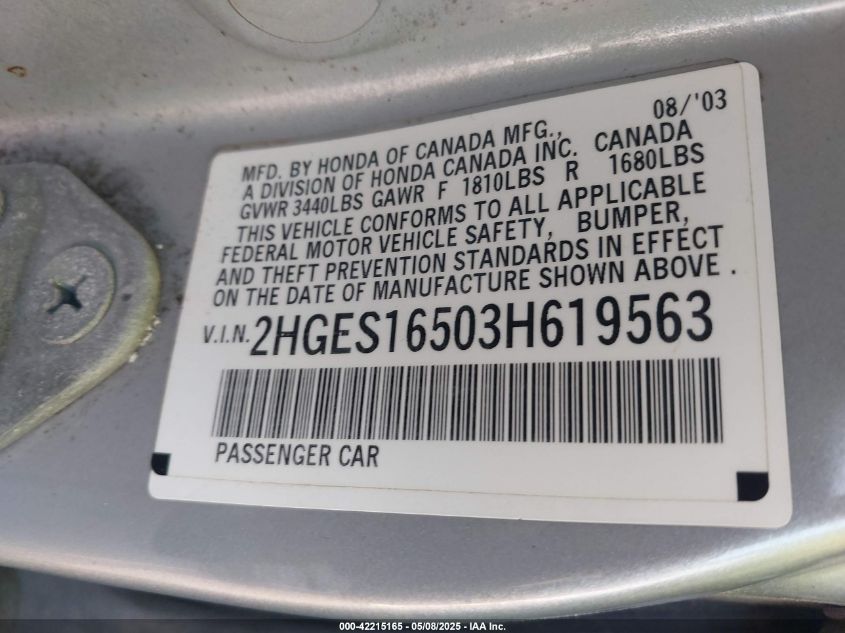 08/'03
MFD. BY HONDA OF CANADA MFG.,
A DIVISION OF HONDA CANADA INC. CANADA
GVWR 3440LBS GAWR F 1810LBS R 1680LBS
THIS VEHICLE CONFORMS TO ALL APPLICABLE
FEDERAL MOTOR VEHICLE SAFETY, BUMPER,
AND THEFT PREVENTION STANDARDS IN EFFECT
ON THE DATE OF MANUFACTURE SHOWN ABOVE.
V.I.N. 2HGES16503H619563
PASSENGER CAR
000-42215165 - 05/08/2025 - IAA Inc.